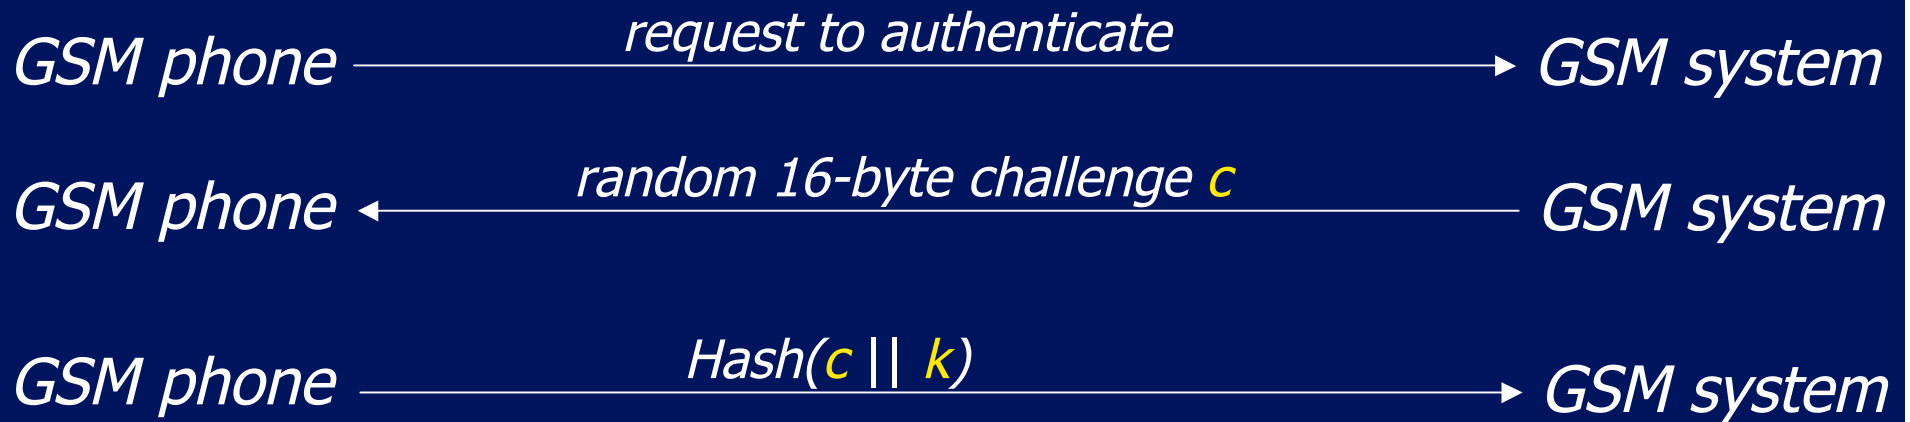 request to authenticate
GSM phone GSM system
random 16-byte challenge c
GSM phone GSM system
Hash(c || k)
GSM phone GSM system